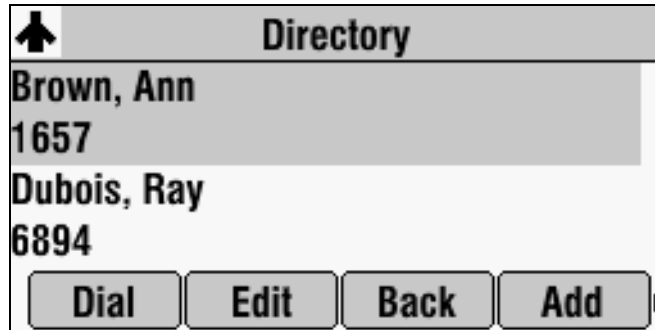 Directory
Brown, Ann
1657
Dubois, Ray
6894
Dial Edit Back Add